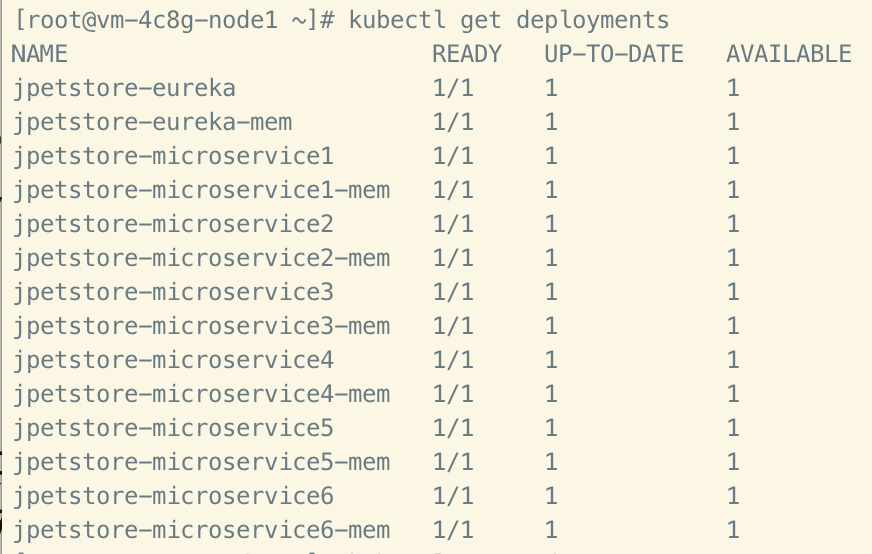 [root@vm-4c8g-node1 ~]# kubectl get deployments
NAME READY UP-TO-DATE AVAILABLE
jpetstore-eureka 1/1 1 1
jpetstore-eureka-mem 1/1 1 1
jpetstore-microservice1 1/1 1 1
jpetstore-microservice1-mem 1/1 1 1
jpetstore-microservice2 1/1 1 1
jpetstore-microservice2-mem 1/1 1 1
jpetstore-microservice3 1/1 1 1
jpetstore-microservice3-mem 1/1 1 1
jpetstore-microservice4 1/1 1 1
jpetstore-microservice4-mem 1/1 1 1
jpetstore-microservice5 1/1 1 1
jpetstore-microservice5-mem 1/1 1 1
jpetstore-microservice6 1/1 1 1
jpetstore-microservice6-mem 1/1 1 1